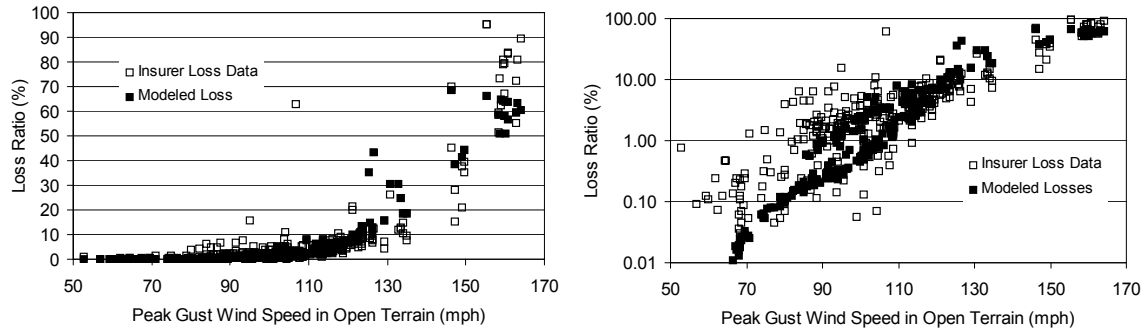 100
90
80
70
60
50
40
30
20
10
0
Loss Ratio (%)
Insurer Loss Data
Modeled Loss
50 70 90 110 130 150 170
Peak Gust Wind Speed in Open Terrain (mph)
100.00
10.00
1.00
0.10
0.01
Loss Ratio (%)
Insurer Loss Data
Modeled Losses
50 70 90 110 130 150 170
Peak Gust Wind Speed in Open Terrain (mph)